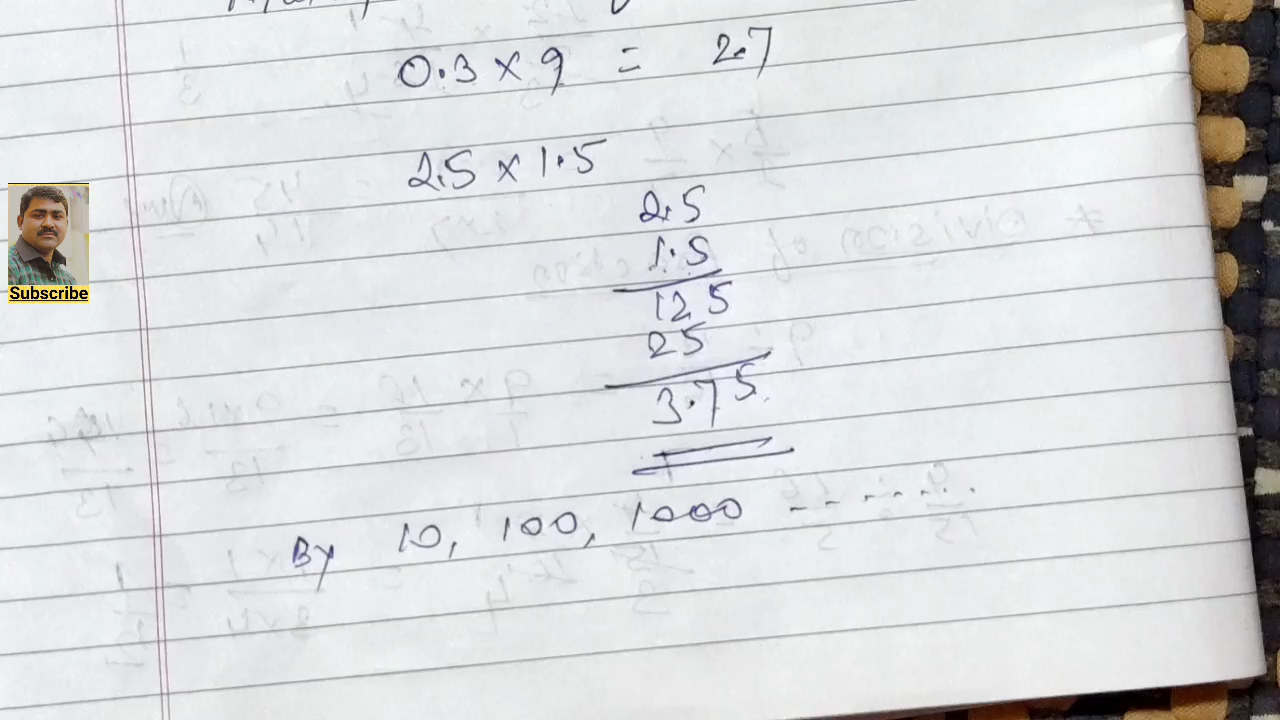 0.3 × 9 = 2.7
2.5 × 1.5
2.5
1.5
125
25
3.75
By 10, 100, 1000 - - - - - - -
Subscribe